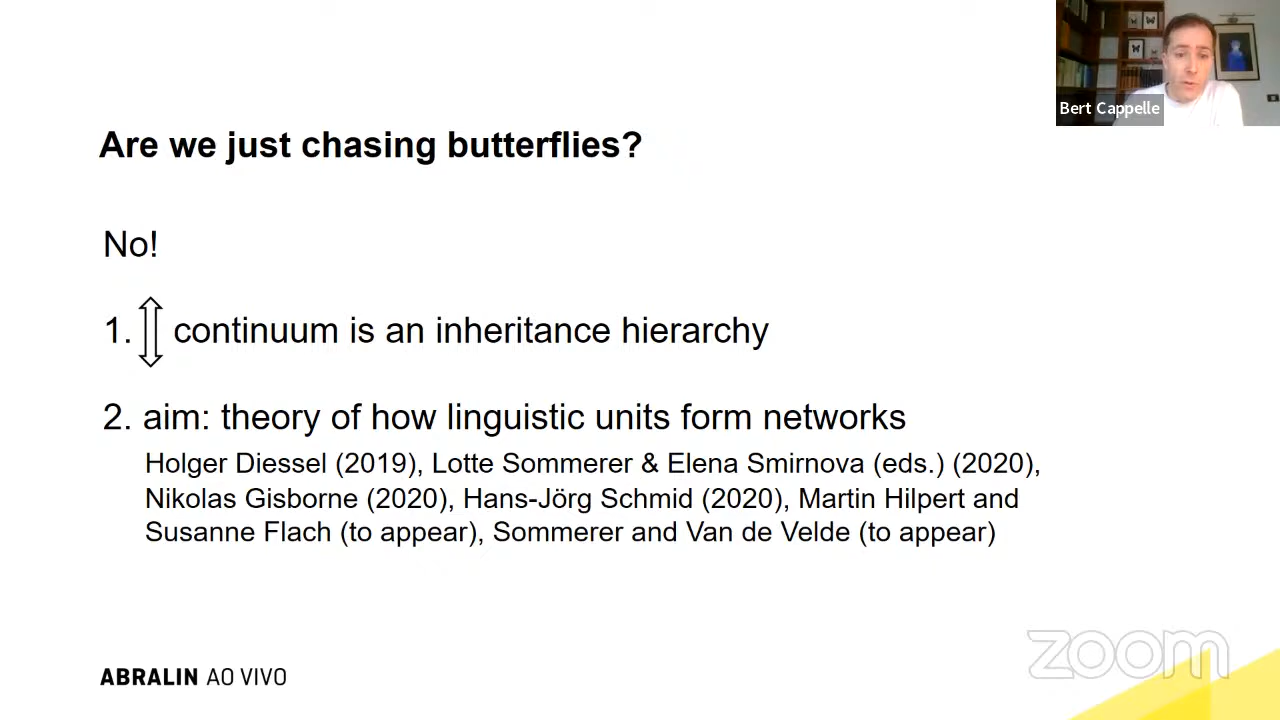 Bert Cappelle
Are we just chasing butterflies?
No!
1. continuum is an inheritance hierarchy
2. aim: theory of how linguistic units form networks
Holger Diessel (2019), Lotte Sommerer & Elena Smirnova (eds.) (2020),
Nikolas Gisborne (2020), Hans-Jörg Schmid (2020), Martin Hilpert and
Susanne Flach (to appear), Sommerer and Van de Velde (to appear)
zoom
ABRALIN AO VIVO